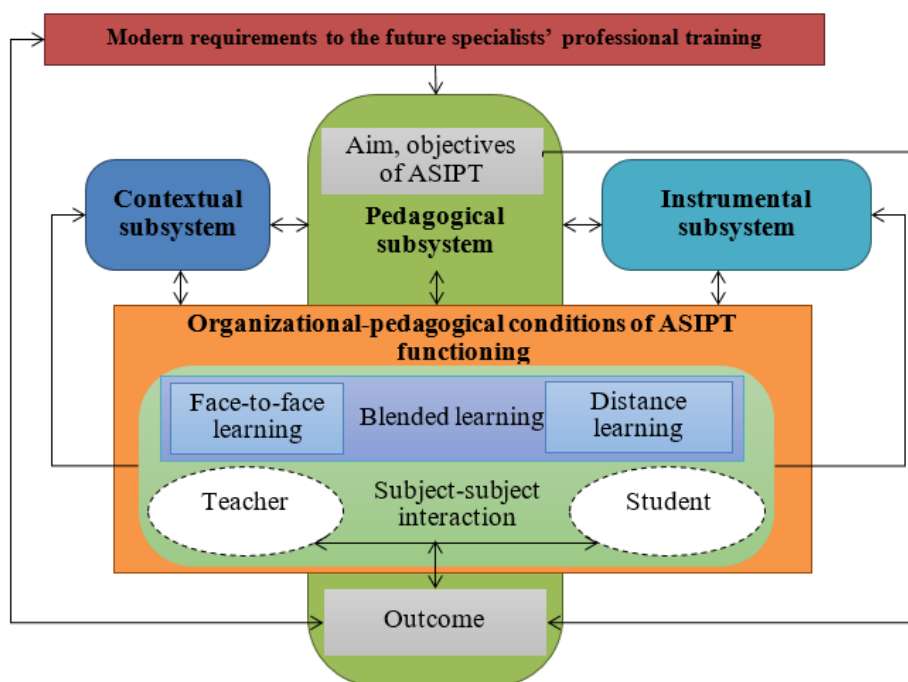 Modern requirements to the future specialists’ professional training
Aim, objectives
of ASIPT
Contextual
subsystem
Pedagogical
subsystem
Instrumental
subsystem
Organizational-pedagogical conditions of ASIPT
functioning
Face-to-face
learning
Blended learning
Distance
learning
Teacher
Subject-subject
interaction
Student
Outcome